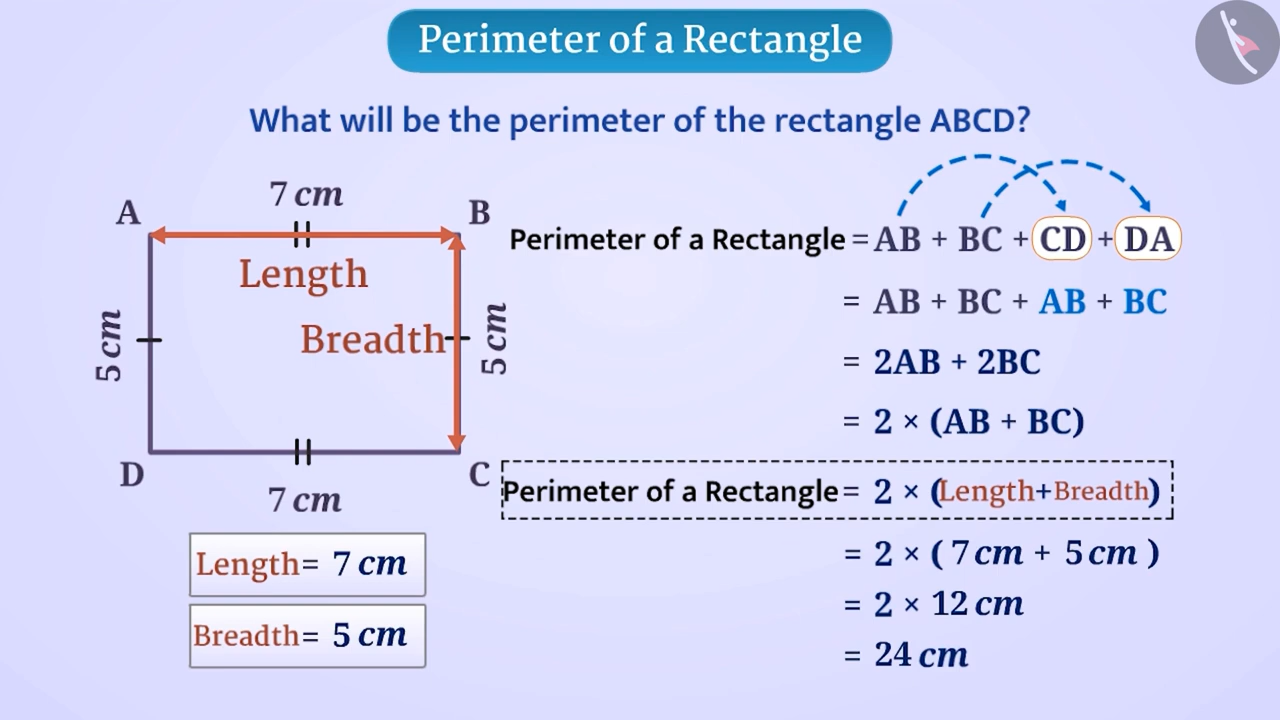 Perimeter of a Rectangle
What will be the perimeter of the rectangle ABCD?
7 cm
A
B
Length
Breadth
5 cm
5 cm
D
C
7 cm
Length= 7 cm
Breadth= 5 cm
Perimeter of a Rectangle = AB + BC + CD + DA
= AB + BC + AB + BC
= 2AB + 2BC
= 2 × (AB + BC)
Perimeter of a Rectangle = 2 × (Length+Breadth)
= 2 × ( 7 cm + 5 cm )
= 2 × 12 cm
= 24 cm